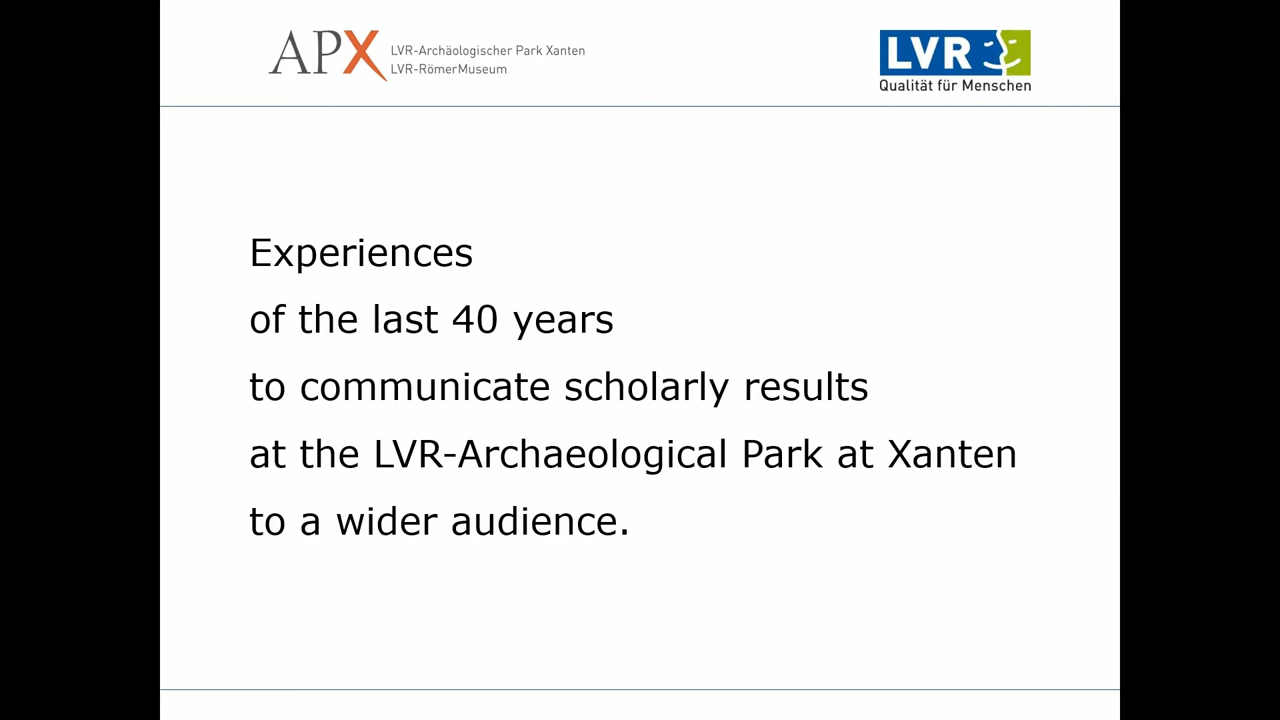 APX
LVR-Archäologischer Park Xanten
LVR-RömerMuseum
LVR
Qualität für Menschen
Experiences
of the last 40 years
to communicate scholarly results
at the LVR-Archaeological Park at Xanten
to a wider audience.